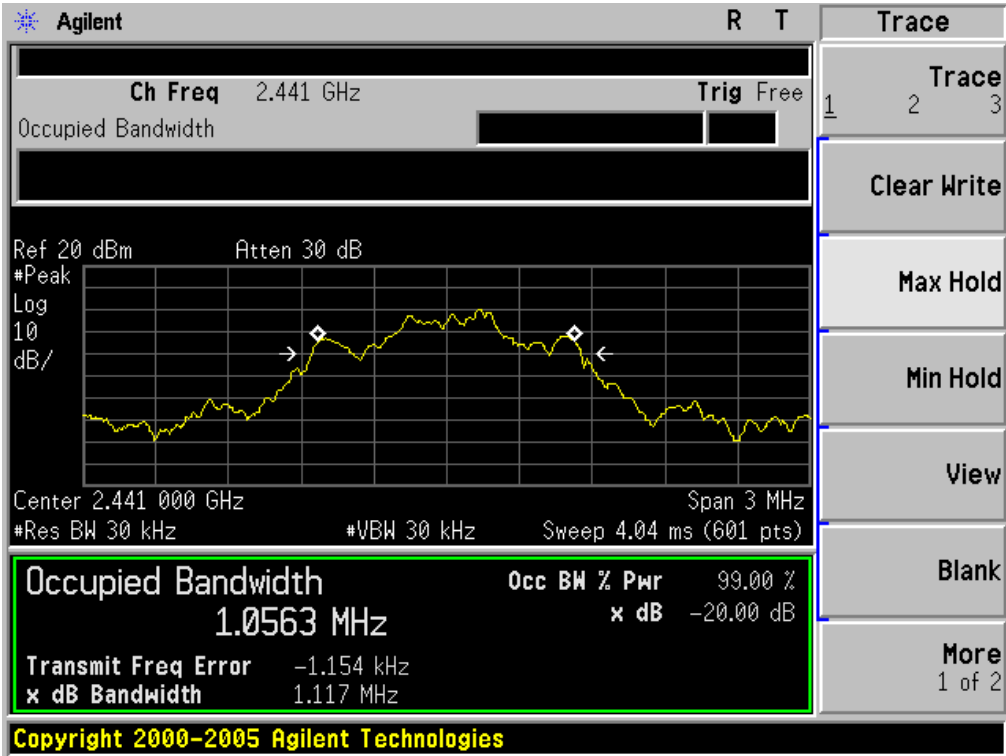 Agilent R T Trace
Ch Freq 2.441 GHz Trig Free
Occupied Bandwidth
Trace
1 2 3
Clear Write
Ref 20 dBm Atten 30 dB
#Peak
Log
10
dB/
Max Hold
Min Hold
View
Center 2.441 000 GHz Span 3 MHz
#Res BW 30 kHz #VBW 30 kHz Sweep 4.04 ms (601 pts)
Occupied Bandwidth
1.0563 MHz
Occ BW % Pwr 99.00 %
x dB -20.00 dB
Transmit Freq Error -1.154 kHz
x dB Bandwidth 1.117 MHz
Blank
More
1 of 2
Copyright 2000-2005 Agilent Technologies